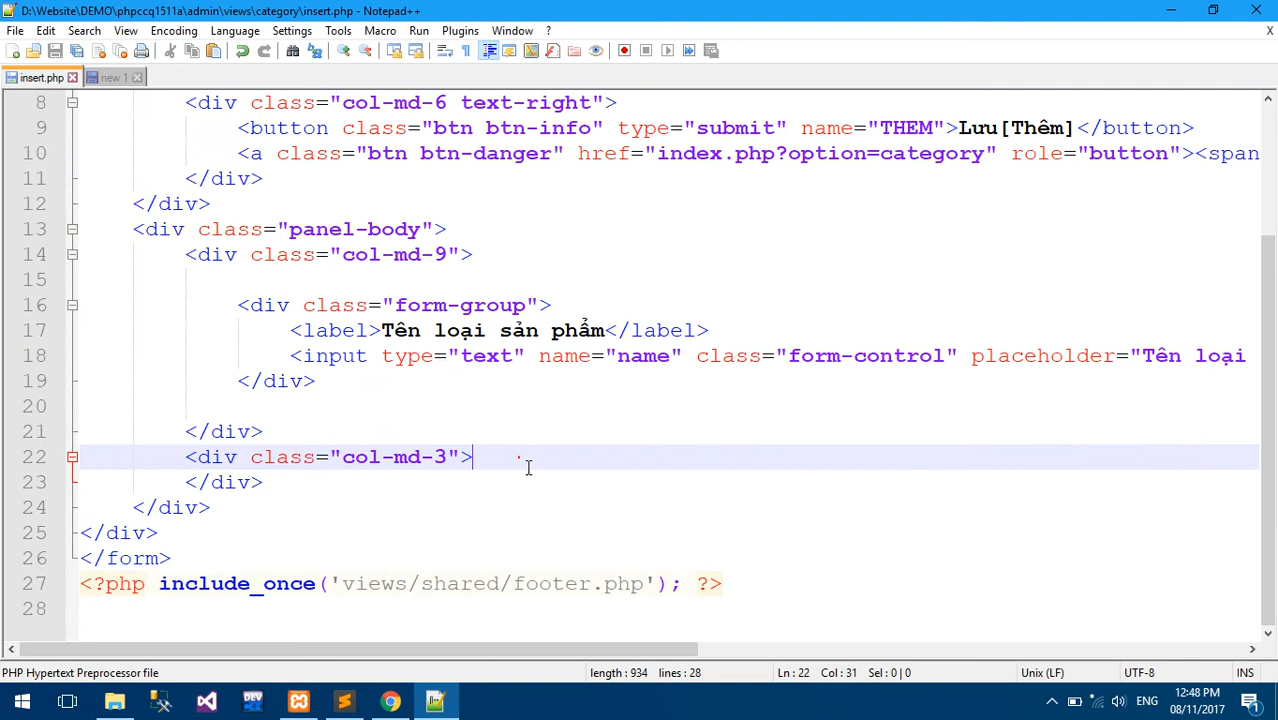 D:\Website\DEMO\phpccq1511a\admin\views\category\insert.php - Notepad++
File Edit Search View Encoding Language Settings Tools Macro Run Plugins Window ? X
insert.php new 1
8 <div class="col-md-6 text-right">
9 <button class="btn btn-info" type="submit" name="THEM">Lưu[Thêm]</button>
10 <a class="btn btn-danger" href="index.php?option=category" role="button"><span
11 </div>
12 </div>
13 <div class="panel-body">
14 <div class="col-md-9">
15
16 <div class="form-group">
17 <label>Tên loại sản phẩm</label>
18 <input type="text" name="name" class="form-control" placeholder="Tên loại
19 </div>
20
21 </div>
22 <div class="col-md-3">
23 </div>
24 </div>
25 </div>
26 </form>
27 <?php include_once('views/shared/footer.php'); ?>
28
PHP Hypertext Preprocessor file length : 934 lines : 28 Ln : 22 Col : 31 Sel : 0 | 0 Unix (LF) UTF-8 INS
ENG 12:48 PM
08/11/2017